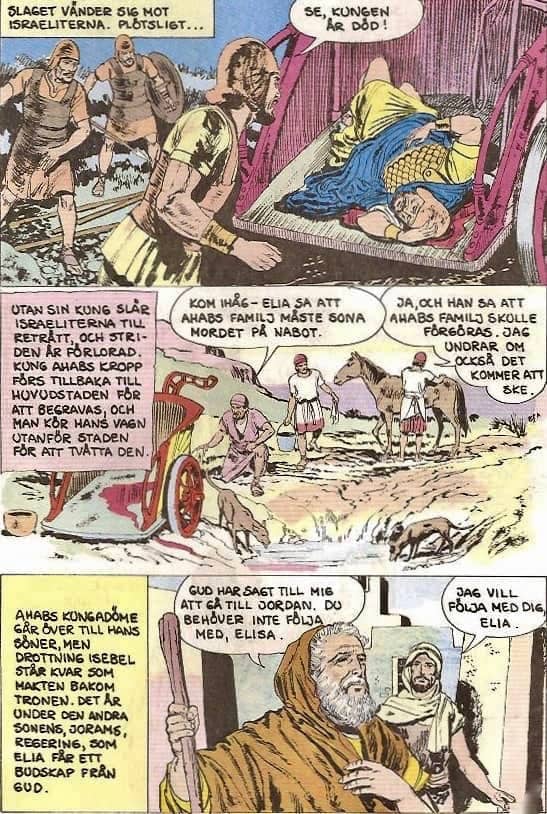 SLAGET VÄNDER SIG MOT
ISRAELITERNA. PLÖTSLIGT...
SE, KUNGEN
ÄR DÖD!
UTAN SIN KUNG SLÅR
ISRAELITERNA TILL
RETRÄTT, OCH STRI-
DEN ÄR FÖRLORAD.
KUNG AHABS KROPP
FÖRS TILLBAKA TILL
HUVUDSTADEN FÖR
ATT BEGRAVAS, OCH
MAN KÖR HANS VAGN
UTANFÖR STADEN
FÖR ATT TVÄTTA DEN.
KOM IHÅG - ELIA SA ATT
AHABS FAMILJ MÅSTE SONA
MORDET PÅ NABOT.
JA, OCH HAN SA ATT
AHABS FAMILJ SKULLE
FÖRGÖRAS. JAG
UNDRAR OM
OCKSÅ DET
KOMMER ATT
SKE.
AHABS KUNGADÖME
GÅR ÖVER TILL HANS
SÖNER, MEN
DROTTNING ISEBEL
STÅR KVAR SOM
MAKTEN BAKOM
TRONEN. DET ÄR
UNDER DEN ANDRA
SONENS, JORAMS,
REGERING, SOM
ELIA FÅR ETT
BUDSKAP FRÅN
GUD.
GUD HAR SAGT TILL MIG
ATT GÅ TILL JORDAN. DU
BEHÖVER INTE FÖLJA
MED, ELISA.
JAG VILL
FÖLJA MED DIG,
ELIA.